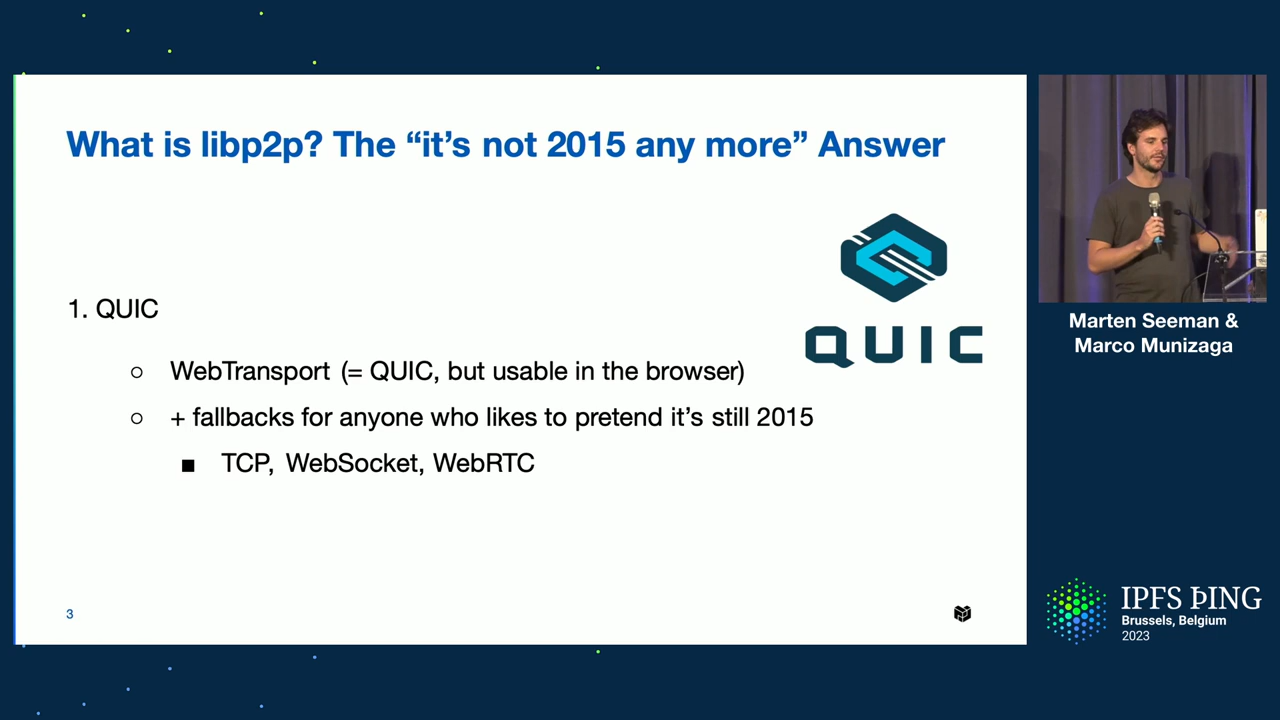 What is libp2p? The “it’s not 2015 any more” Answer
1. QUIC
○ WebTransport (= QUIC, but usable in the browser)
○ + fallbacks for anyone who likes to pretend it’s still 2015
■ TCP, WebSocket, WebRTC
QUIC
3
Marten Seeman &
Marco Munizaga
IPFS ÞING
Brussels, Belgium
2023